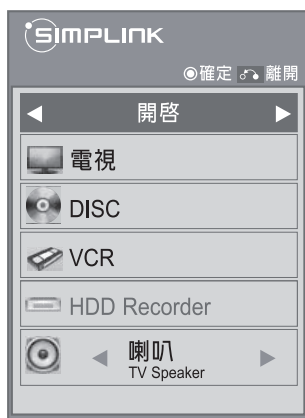 SIMPLINK
確定 離開
開啓
電視
DISC
VCR
HDD Recorder
喇叭
TV Speaker